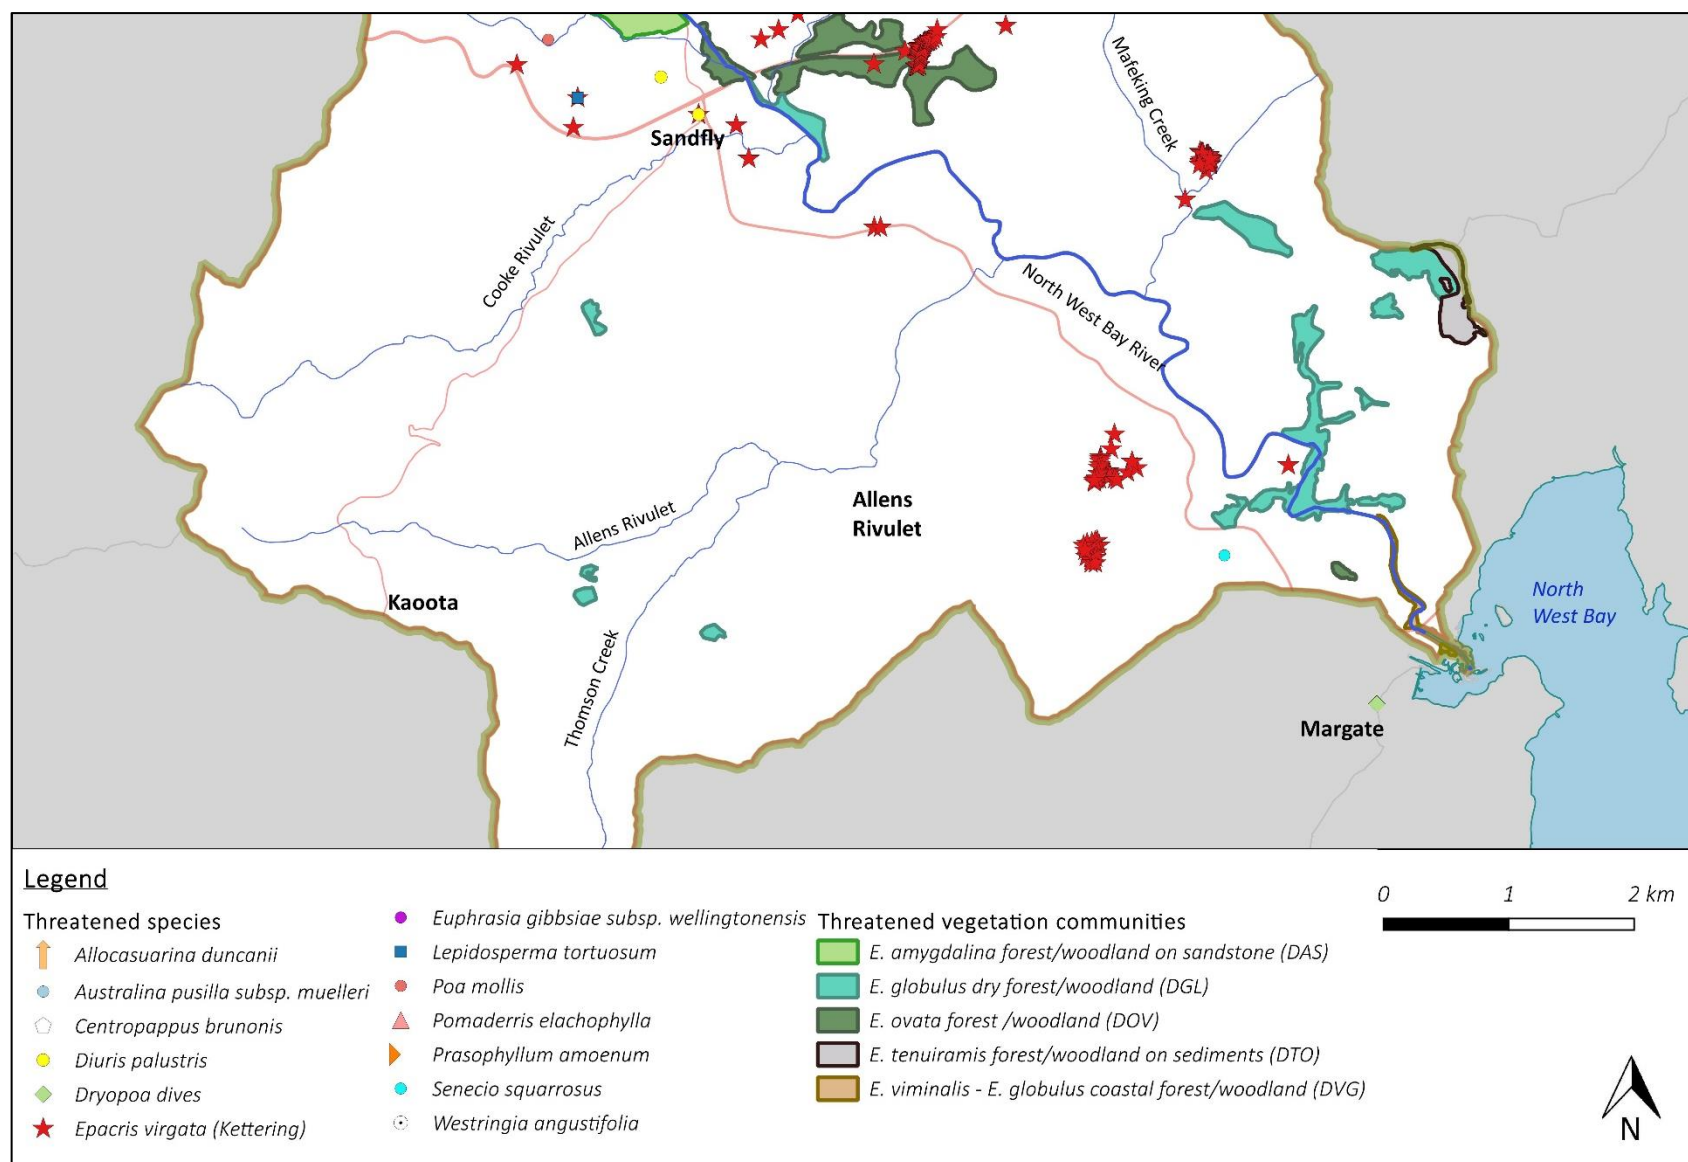 Mafeking Creek
Sandfly
Cooke Rivulet
North West Bay River
Allens
Rivulet
Allens Rivulet
Kaoota
Thomson Creek
North
West Bay
Margate
Legend
Threatened species
Allocasuarina duncanii
Australina pusilla subsp. muelleri
Centropappus brunonis
Diuris palustris
Dryopoa dives
Epacris virgata (Kettering)
Euphrasia gibbsiae subsp. wellingtonensis
Lepidosperma tortuosum
Poa mollis
Pomaderris elachophylla
Prasophyllum amoenum
Senecio squarrosus
Westringia angustifolia
Threatened vegetation communities
E. amygdalina forest/woodland on sandstone (DAS)
E. globulus dry forest/woodland (DGL)
E. ovata forest /woodland (DOV)
E. tenuiramis forest/woodland on sediments (DTO)
E. viminalis - E. globulus coastal forest/woodland (DVG)
0 1 2 km
N